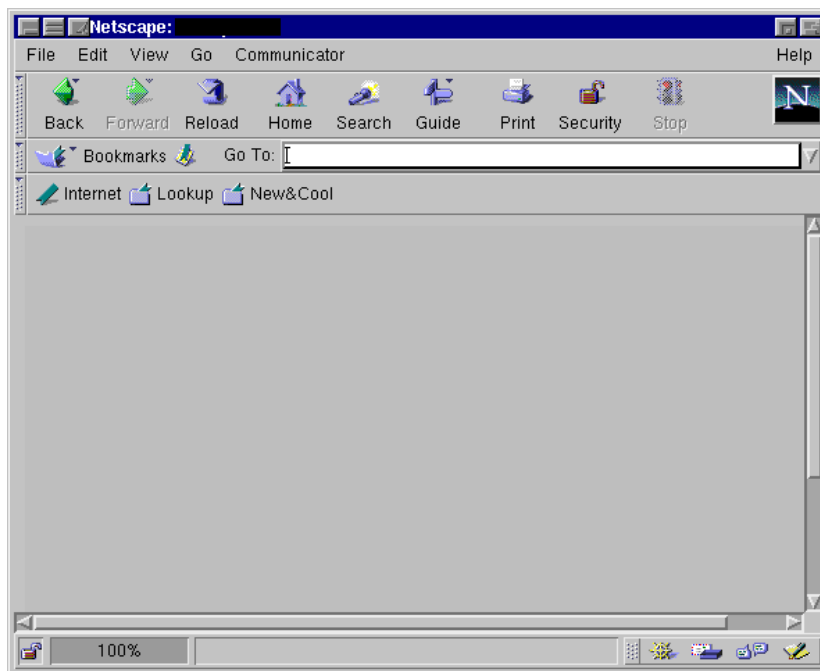 Netscape:
File Edit View Go Communicator Help
Back Forward Reload Home Search Guide Print Security Stop N
Bookmarks Go To:
Internet Lookup New&Cool
100%